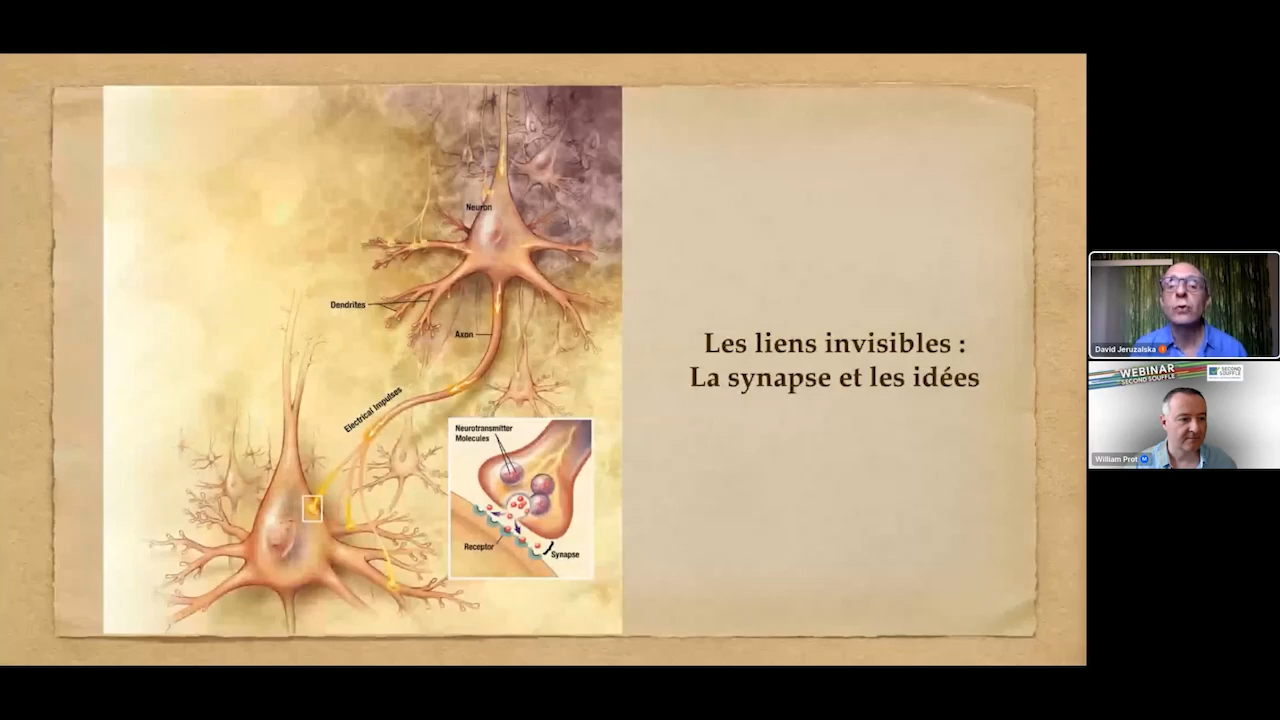 Neuron
Dendrites
Axon
Electrical Impulses
Neurotransmitter
Molecules
Receptor
Synapse
Les liens invisibles :
La synapse et les idées
David Jeruzalska
WEBINAR
SECOND SOUFFLE
SECOND
SOUFFLE
William Prot